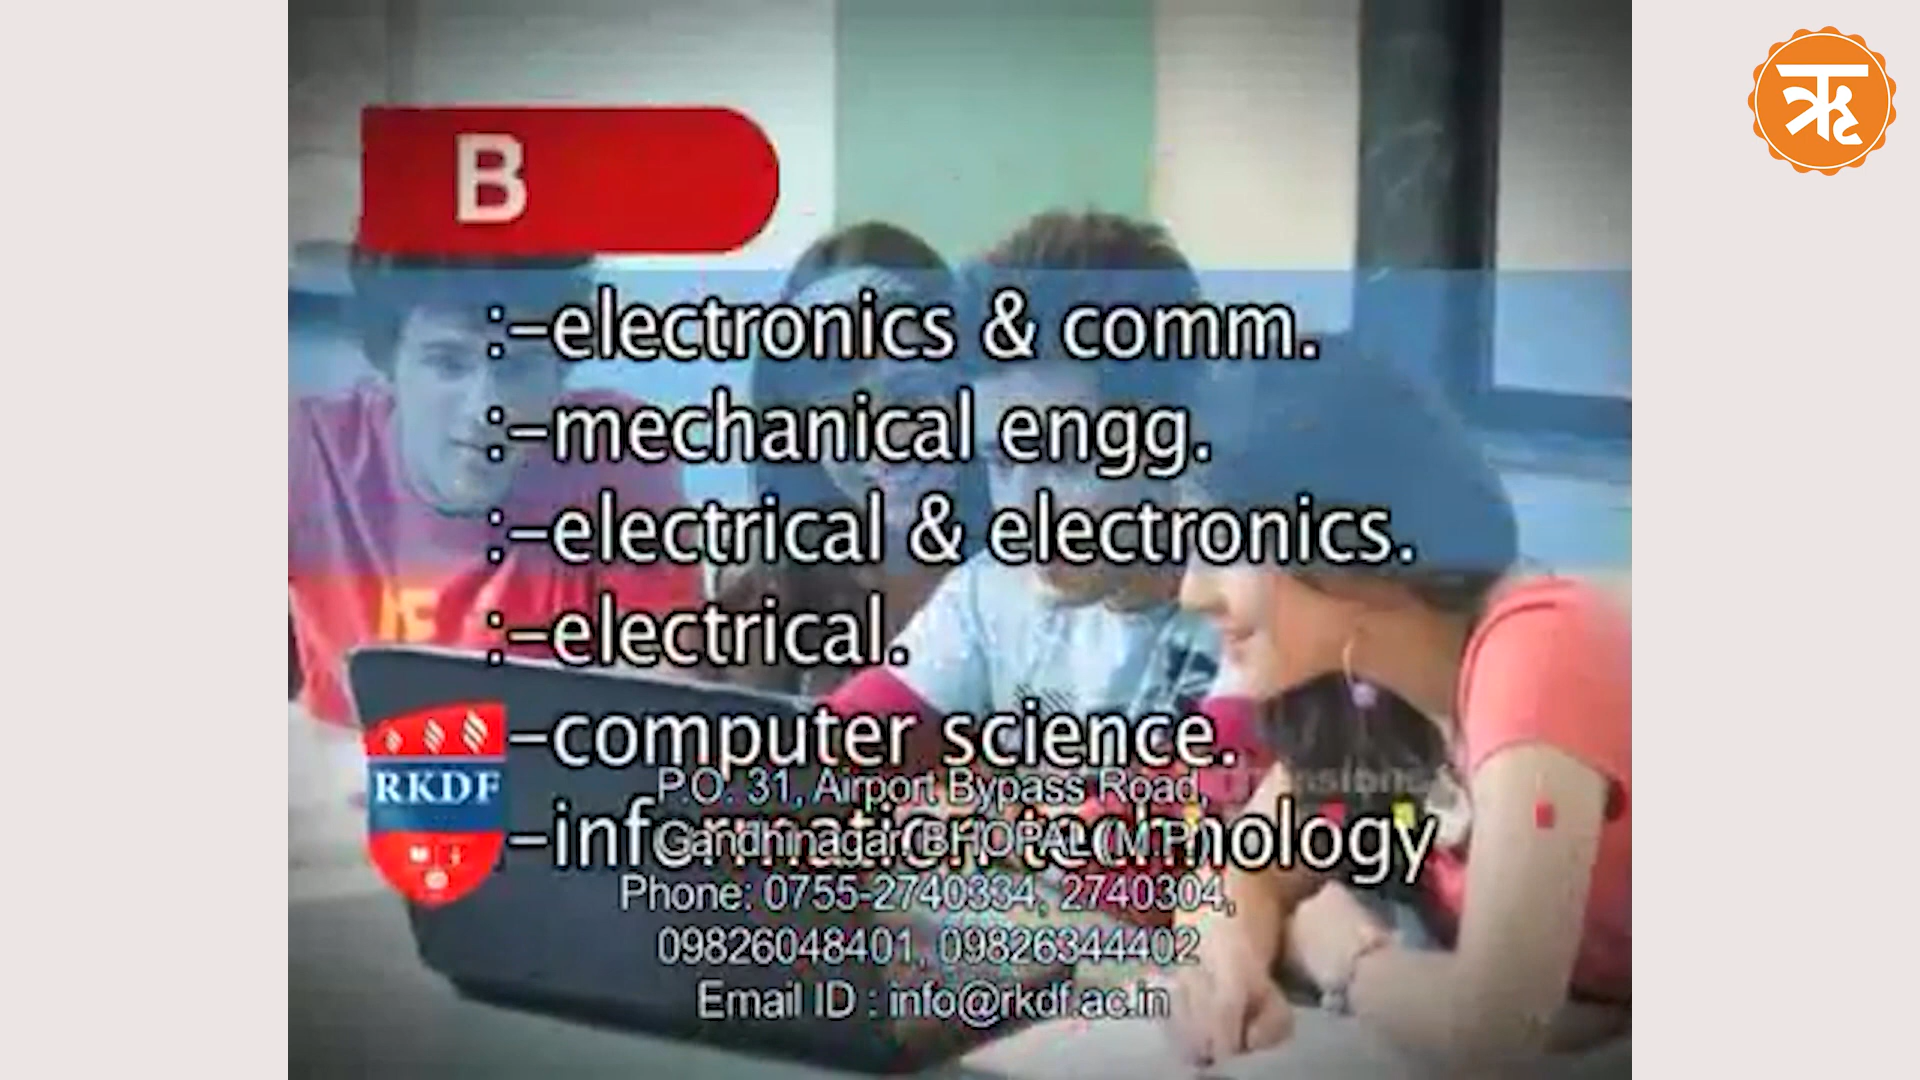 ऋ
B
:-electronics & comm.
:-mechanical engg.
:-electrical & electronics.
:-electrical.
-computer science.
RKDF
P.O. 31, Airport Bypass Road,
-information technology
Gandhinagar, BHOPAL (M.P.)
Phone: 0755-2740334, 2740304,
09826048401, 09826344402
Email ID : info@rkdf.ac.in